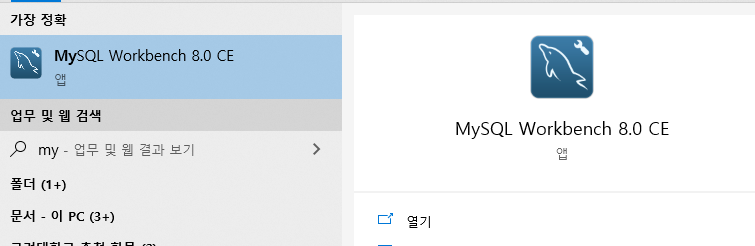 가장 정확
MySQL Workbench 8.0 CE
앱
업무 및 웹 검색
my - 업무 및 웹 결과 보기
폴더 (1+)
문서 - 이 PC (3+)
MySQL Workbench 8.0 CE
앱
열기